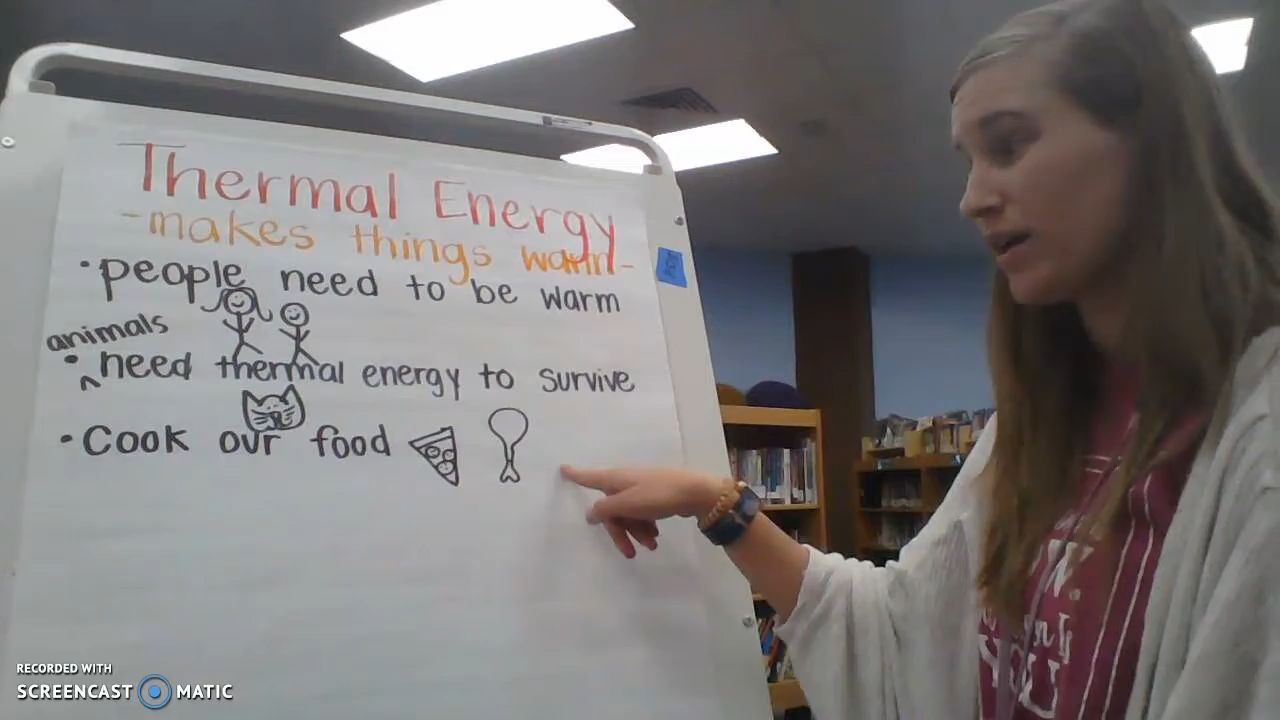 Thermal Energy
-makes things warm-
•people need to be warm
animals
•^need thermal energy to survive
•Cook our food
RECORDED WITH
SCREENCAST MATIC